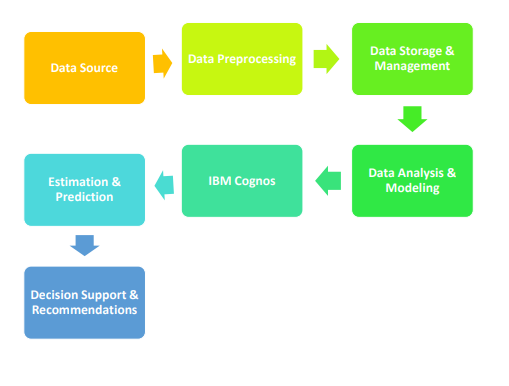 Data Source
Data Preprocessing
Data Storage &
Management
Data Analysis &
Modeling
IBM Cognos
Estimation &
Prediction
Decision Support &
Recommendations